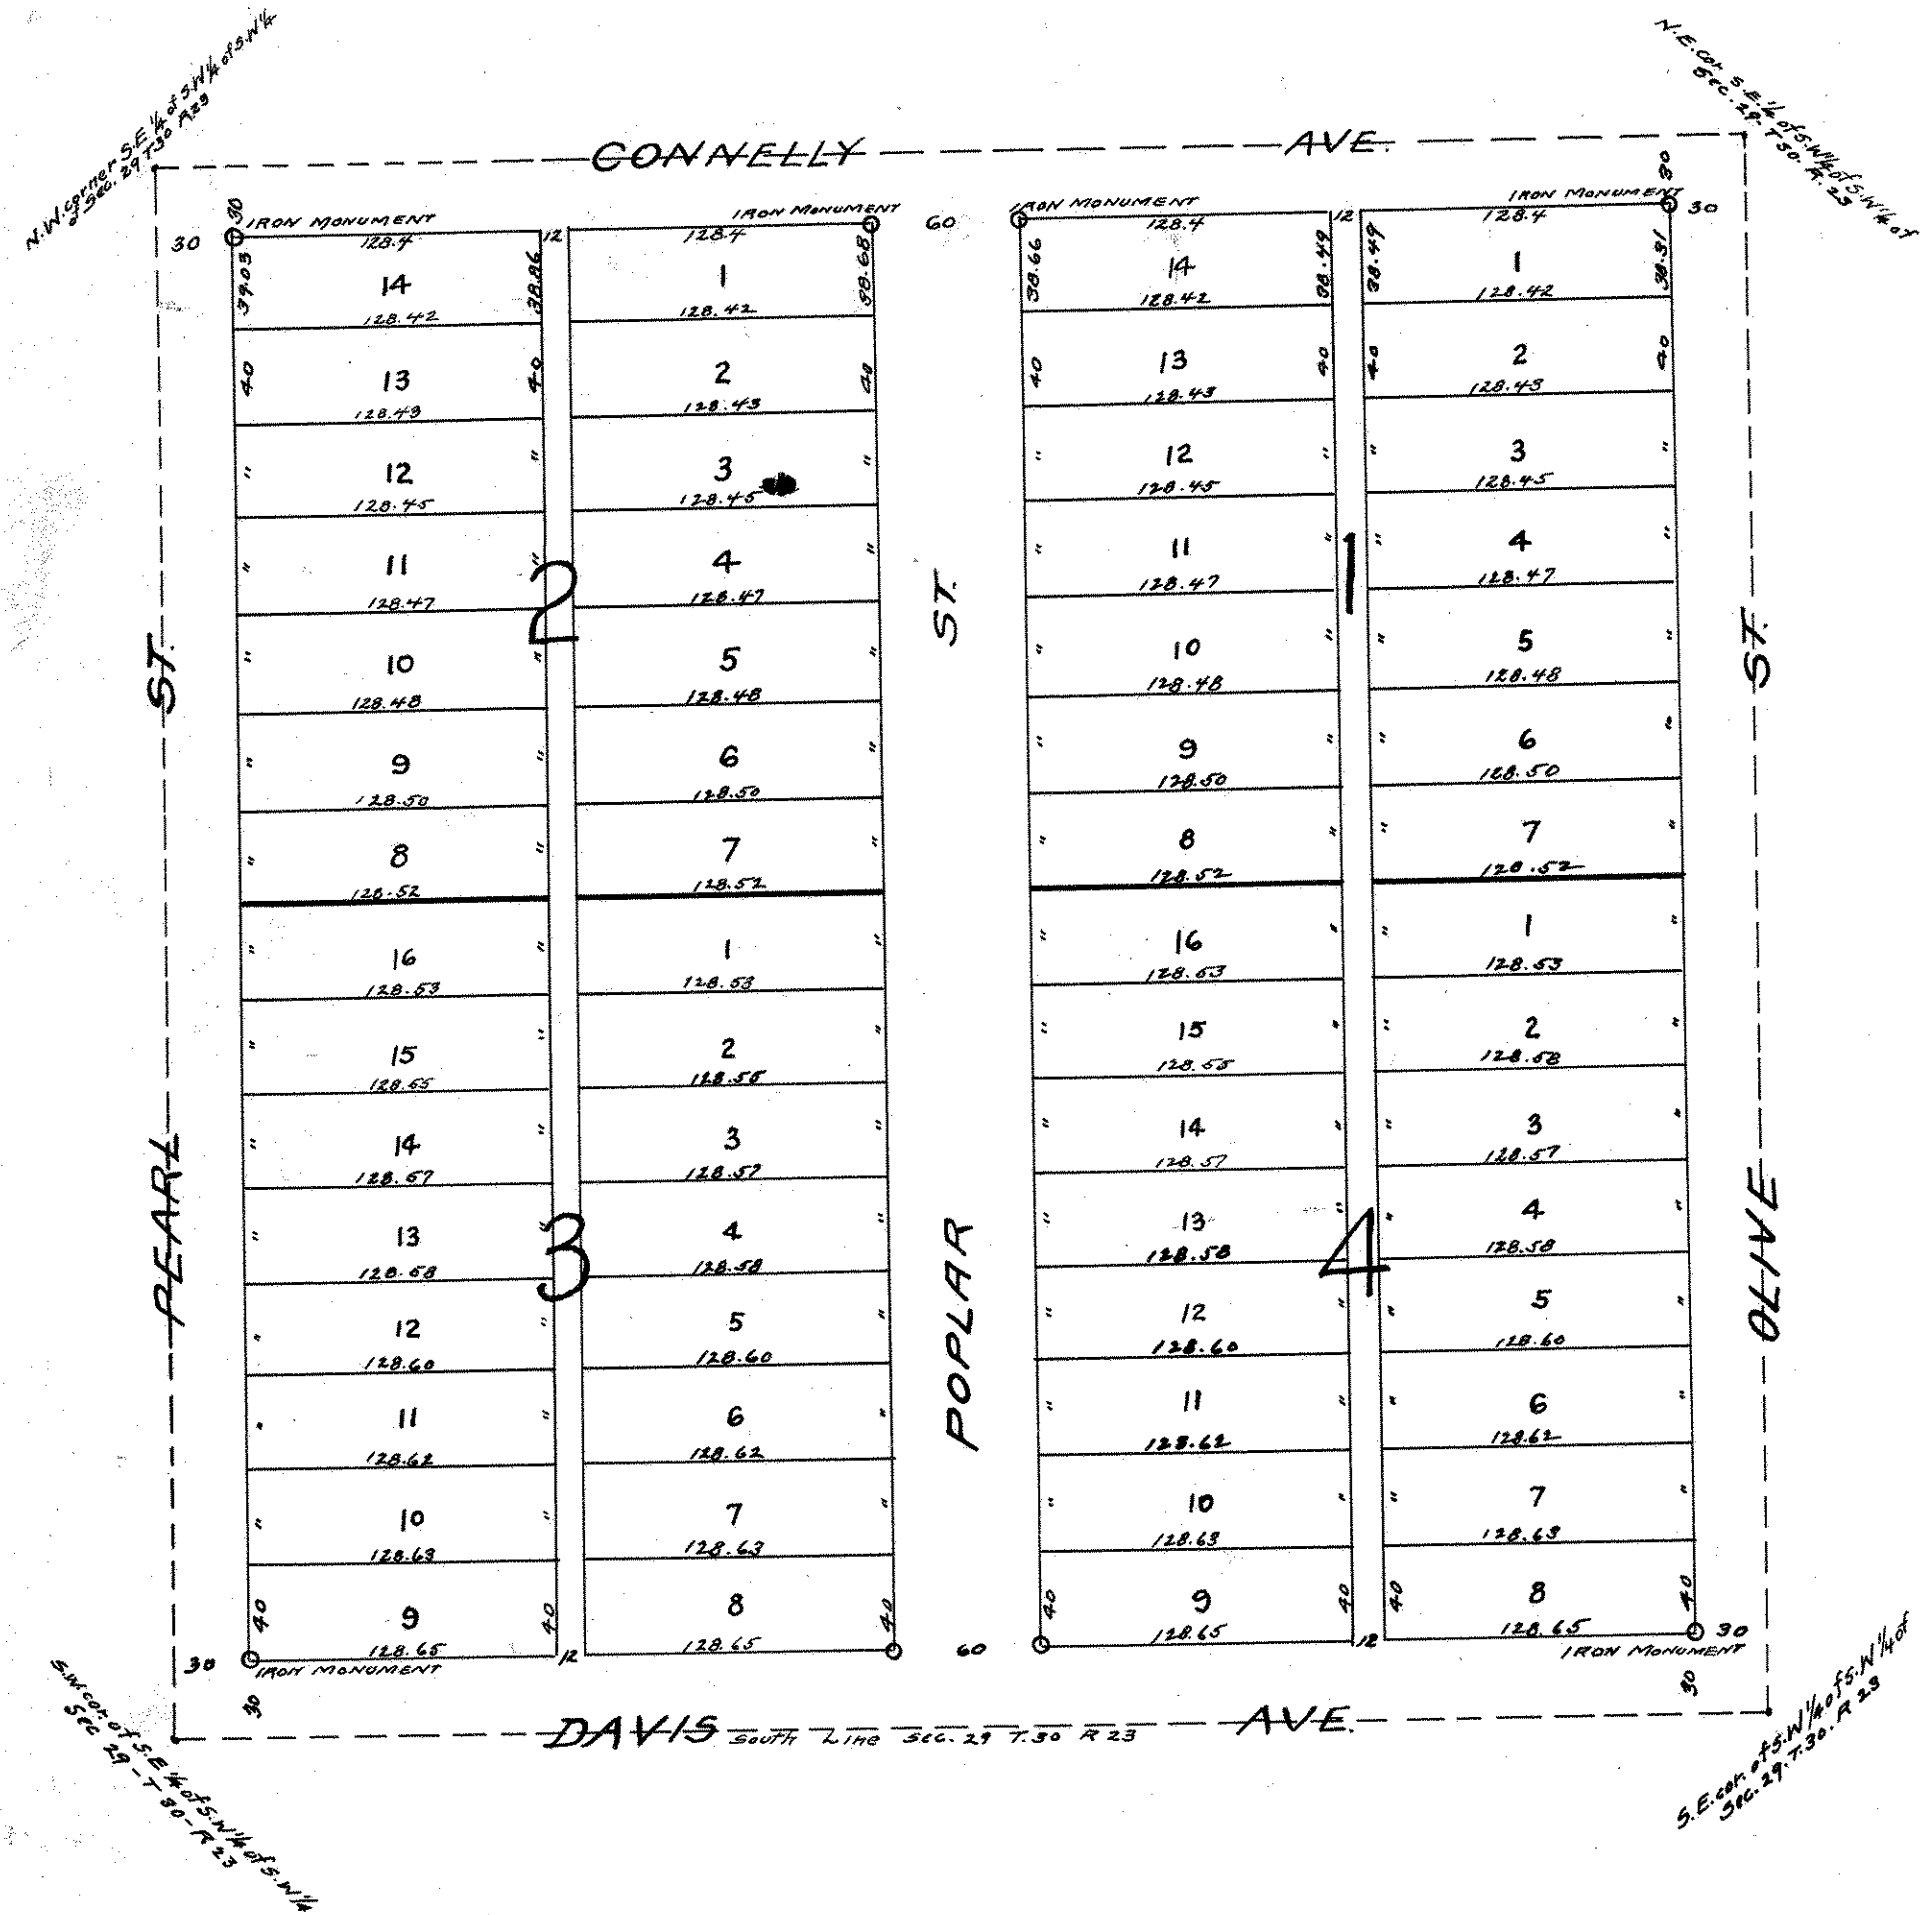 N.W. corner S.E. 1/4 of S.W 1/4 of S.W 1/4
of Sec. 29 T30 R23
N.E. cor. S.E. 1/4 of S.W 1/4 of S.W 1/4 of
Sec. 29. T 30. R. 23
CONNELLY AVE.
30 30 IRON MONUMENT IRON MONUMENT 60 IRON MONUMENT IRON MONUMENT 30 30
128.4 12 128.4 128.4 12 128.4
39.03 38.86 38.68 38.66 38.49 38.49 38.31
14 1 14 1
128.42 128.42 128.42 128.42
40 40 40 40 40 40 40
13 2 13 2
128.43 128.43 128.43 128.43
" " " " " " "
12 3 12 3
128.45 128.45 128.45 128.45
" " " " " " "
11 4 11 4
128.47 128.47 128.47 128.47
2 1
" " " " " " "
10 5 10 5
128.48 128.48 128.48 128.48
" " " " " " "
9 6 9 6
128.50 128.50 128.50 128.50
" " " " " " "
8 7 8 7
128.52 128.52 128.52 128.52
" " " " " " "
16 1 16 1
128.53 128.53 128.53 128.53
" " " " " " "
15 2 15 2
128.55 128.55 128.55 128.58
" " " " " " "
14 3 14 3
128.57 128.57 128.57 128.57
" " " " " " "
13 4 13 4
128.58 128.58 128.58 128.58
3 4
" " " " " " "
12 5 12 5
128.60 128.60 128.60 128.60
" " " " " " "
11 6 11 6
128.62 128.62 128.62 128.62
" " " " " " "
10 7 10 7
128.63 128.63 128.63 128.63
40 40 40 40 40 40 40
9 8 9 8
128.65 128.65 128.65 128.65
30 12 60 12 30
IRON MONUMENT IRON MONUMENT
30 30
PEARL ST.
POPLAR ST.
OLIVE ST.
DAVIS AVE.
South Line Sec. 29 T. 30 R 23
S.W. cor. of S.E 1/4 of S.W 1/4 of S.W 1/4
Sec 29 - T 30 - R 23
S.E. cor. of S.W 1/4 of S.W 1/4 of
Sec. 29. T. 30. R 23